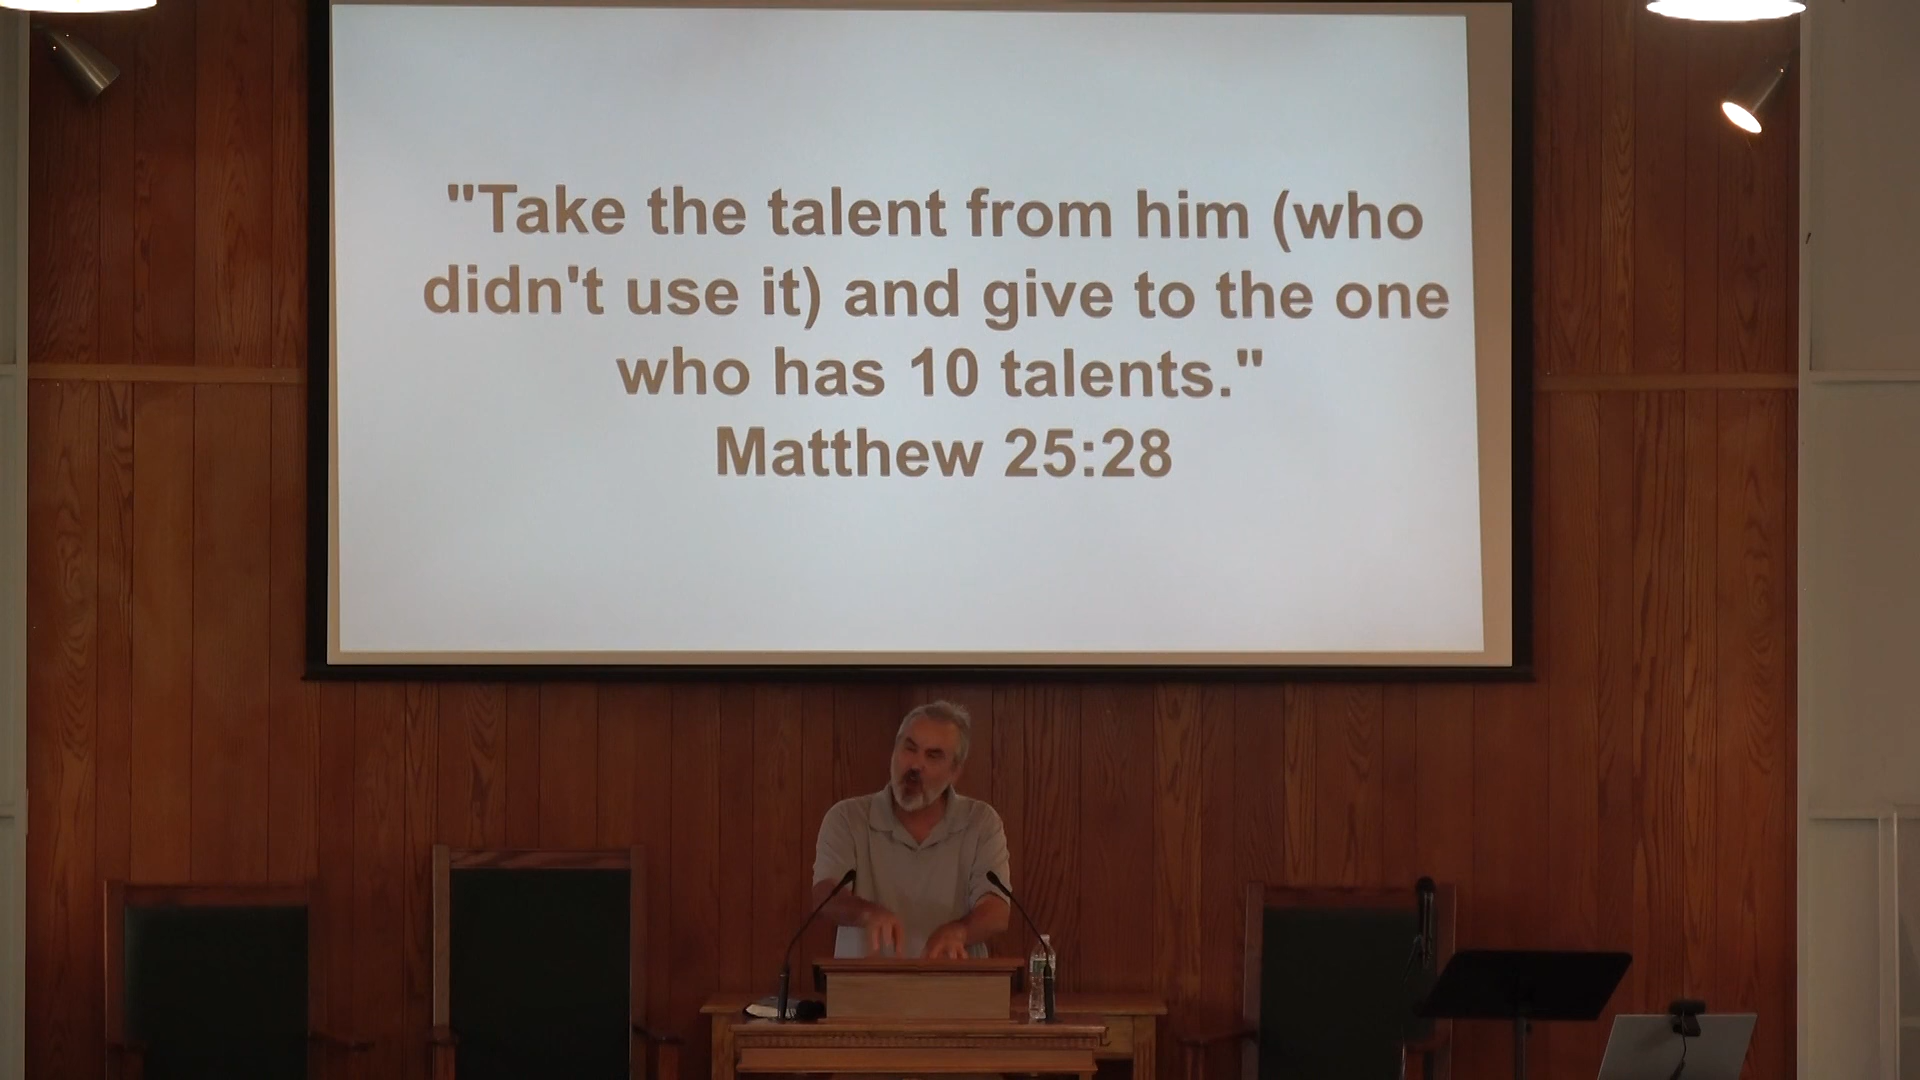 "Take the talent from him (who
didn't use it) and give to the one
who has 10 talents."
Matthew 25:28